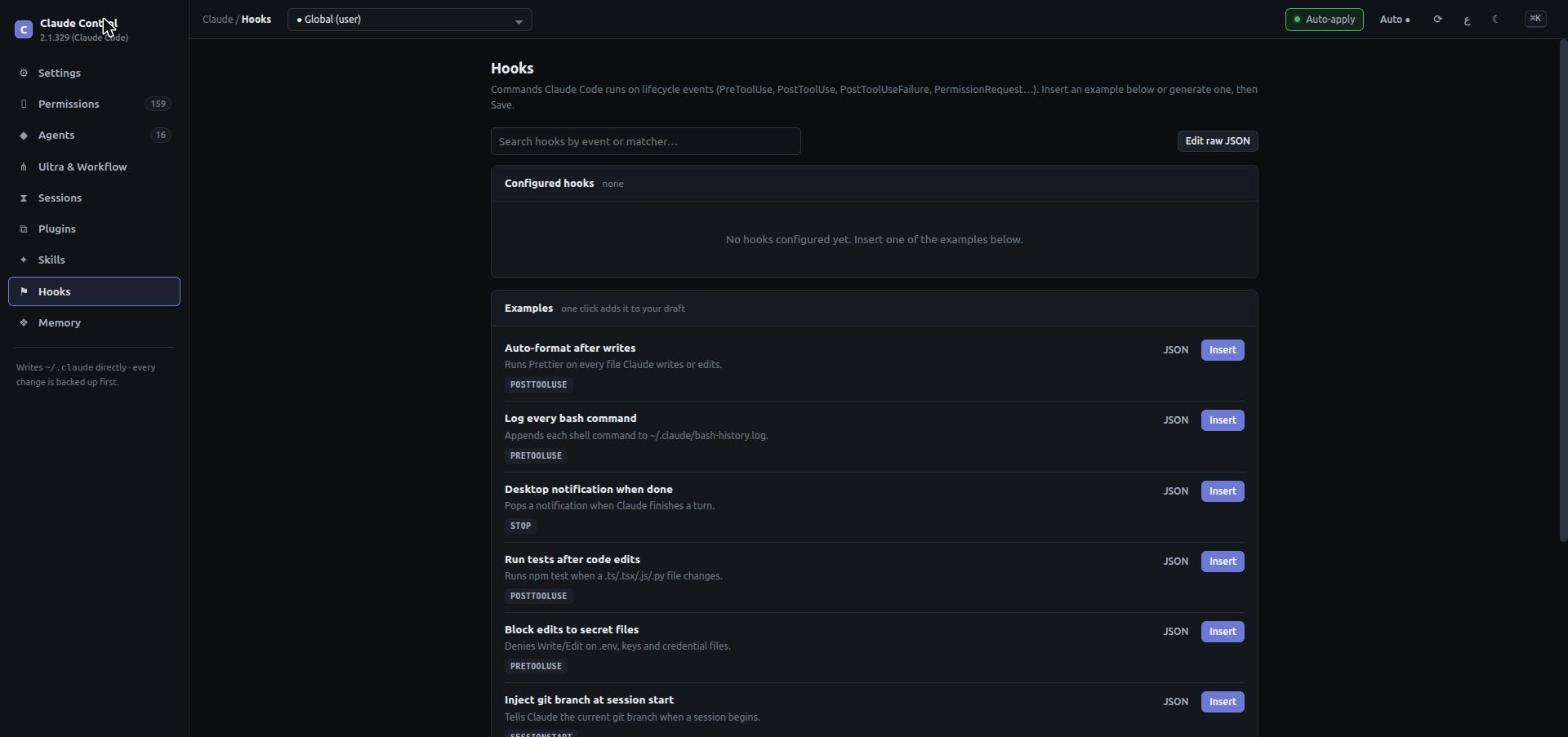 Claude Control
2.1.329 (Claude Code)
Settings
Permissions 159
Agents 16
Ultra & Workflow
Sessions
Plugins
Skills
Hooks
Memory
Writes ~/.claude directly · every
change is backed up first.
Claude / Hooks
● Global (user)
Auto-apply
Auto ●
ع
⌘K
Hooks
Commands Claude Code runs on lifecycle events (PreToolUse, PostToolUse, PostToolUseFailure, PermissionRequest…). Insert an example below or generate one, then
Save.
Search hooks by event or matcher…
Edit raw JSON
Configured hooks none
No hooks configured yet. Insert one of the examples below.
Examples one click adds it to your draft
Auto-format after writes
Runs Prettier on every file Claude writes or edits.
POSTTOOLUSE
JSON Insert
Log every bash command
Appends each shell command to ~/.claude/bash-history.log.
PRETOOLUSE
JSON Insert
Desktop notification when done
Pops a notification when Claude finishes a turn.
STOP
JSON Insert
Run tests after code edits
Runs npm test when a .ts/.tsx/.js/.py file changes.
POSTTOOLUSE
JSON Insert
Block edits to secret files
Denies Write/Edit on .env, keys and credential files.
PRETOOLUSE
JSON Insert
Inject git branch at session start
Tells Claude the current git branch when a session begins.
SESSIONSTART
JSON Insert